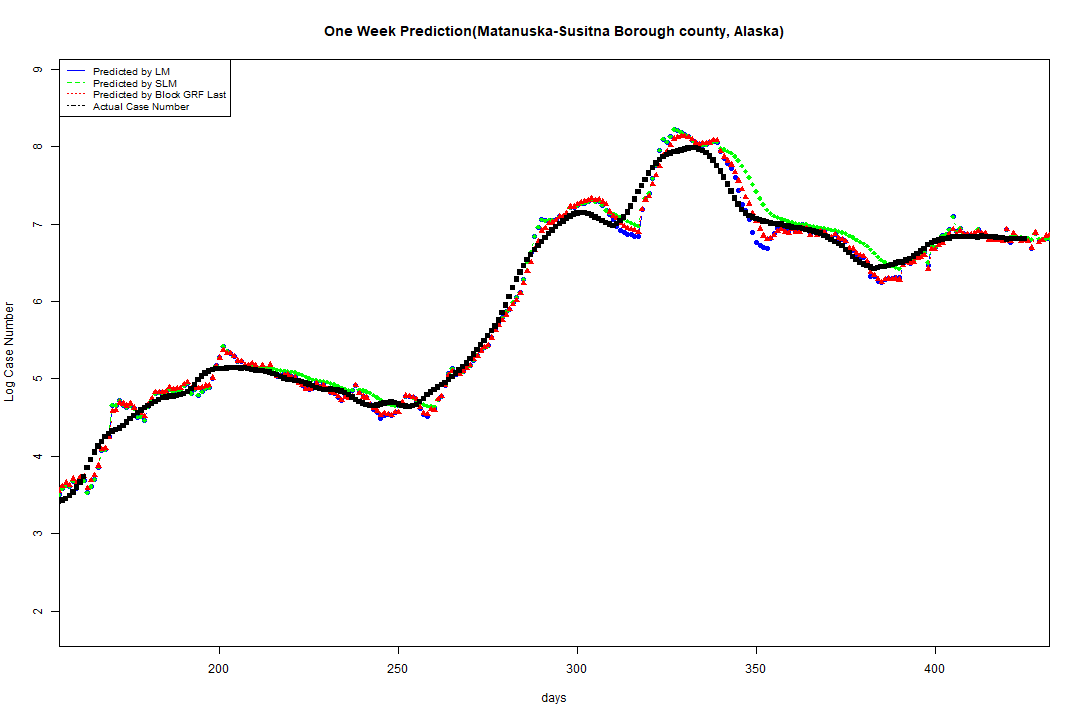 One Week Prediction(Matanuska-Susitna Borough county, Alaska)
Predicted by LM
Predicted by SLM
Predicted by Block GRF Last
Actual Case Number
9
8
7
6
5
4
3
2
Log Case Number
200 250 300 350 400
days